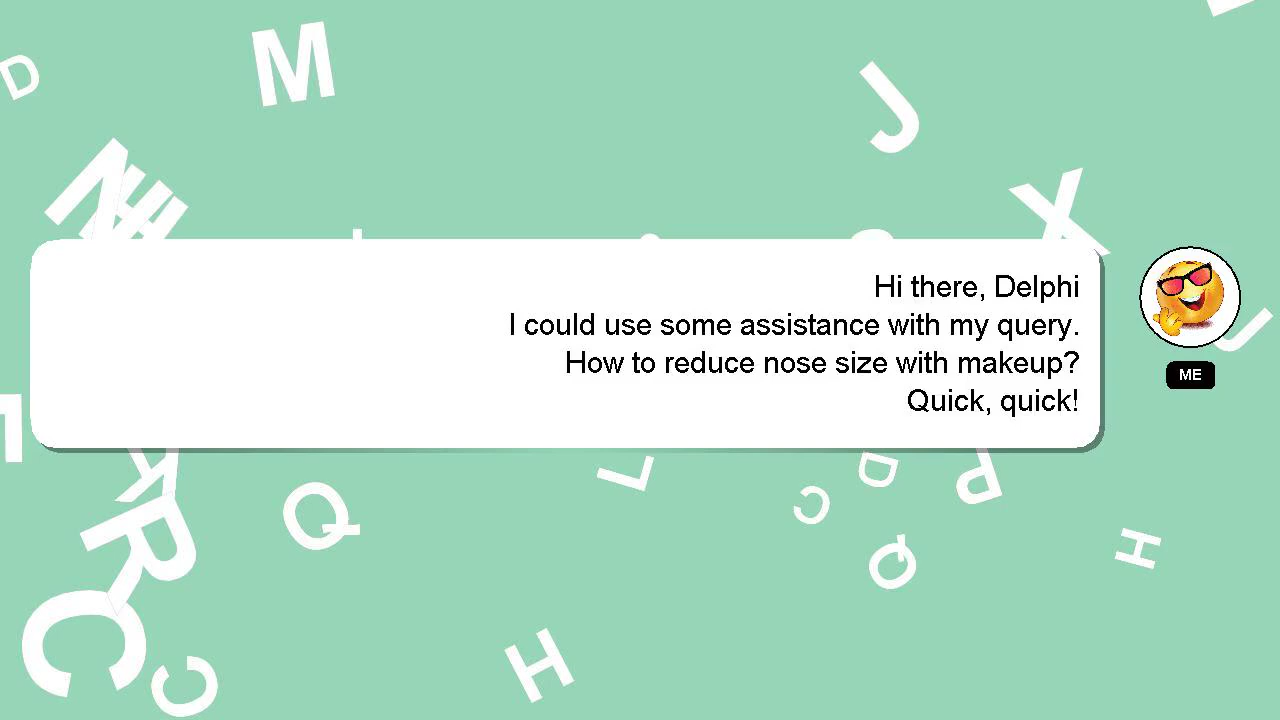 Hi there, Delphi
I could use some assistance with my query.
How to reduce nose size with makeup?
Quick, quick!
ME
D
M
J
N
H
X
J
R
Q
L
C
D
P
Q
H
C
C
H